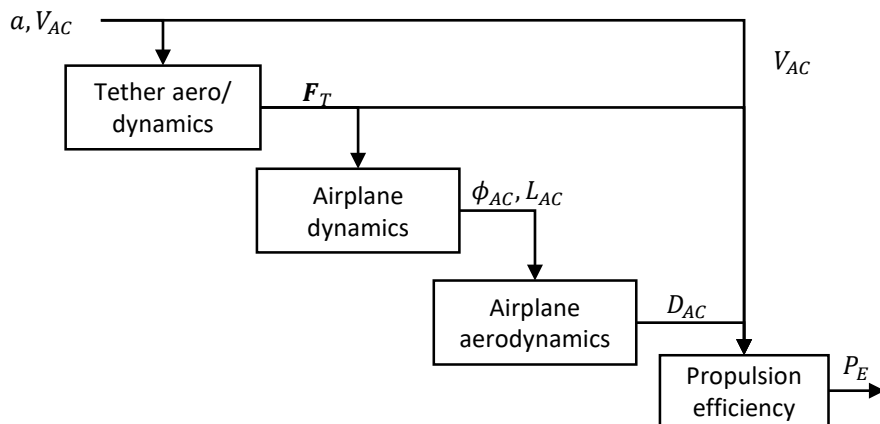 a, V_AC
V_AC
Tether aero/
dynamics
F_T
Airplane
dynamics
ϕ_AC, L_AC
Airplane
aerodynamics
D_AC
Propulsion
efficiency
P_E